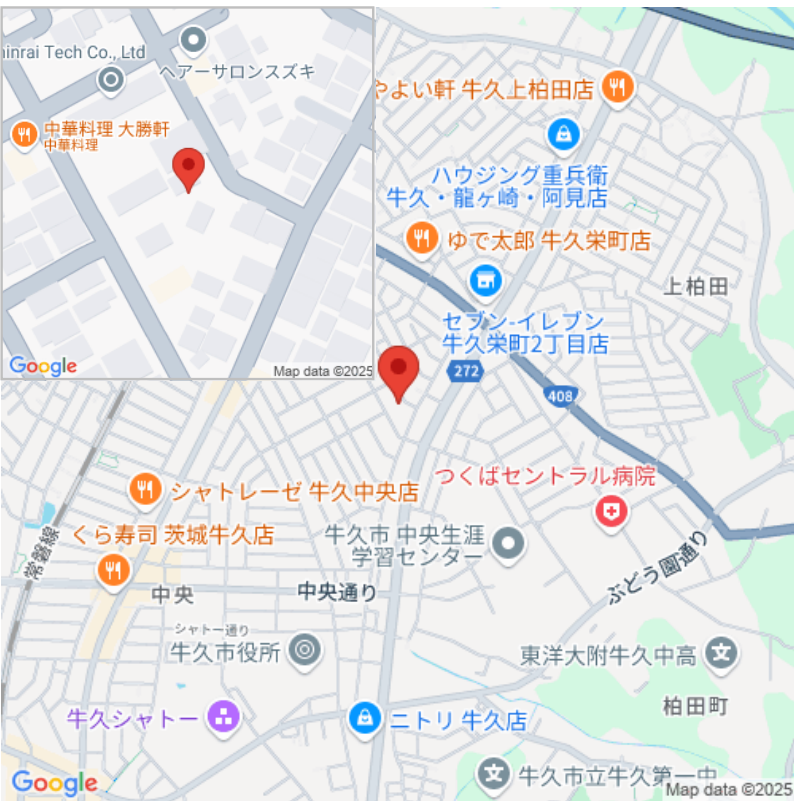 inrai Tech Co., Ltd
ヘアーサロンスズキ
中華料理 大勝軒
中華料理
Google
Map data ©2025
やよい軒 牛久上柏田店
ハウジング重兵衛
牛久・龍ヶ崎・阿見店
ゆで太郎 牛久栄町店
上柏田
セブン-イレブン
牛久栄町2丁目店
272
408
つくばセントラル病院
シャトレーゼ 牛久中央店
くら寿司 茨城牛久店
常磐線
牛久市 中央生涯
学習センター
ぶどう園通り
中央
中央通り
シャトー通り
牛久市役所
東洋大附牛久中高
柏田町
牛久シャトー
ニトリ 牛久店
牛久市立牛久第一中
Google
Map data ©2025